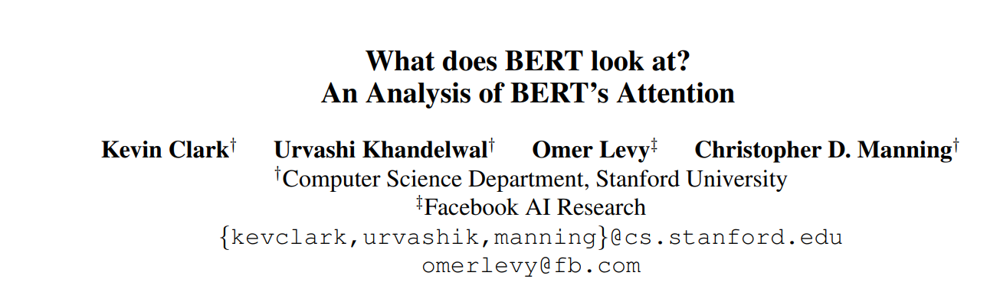 What does BERT look at?
An Analysis of BERT's Attention
Kevin Clark† Urvashi Khandelwal† Omer Levy‡ Christopher D. Manning†
†Computer Science Department, Stanford University
‡Facebook AI Research
{kevclark,urvashik,manning}@cs.stanford.edu
omerlevy@fb.com